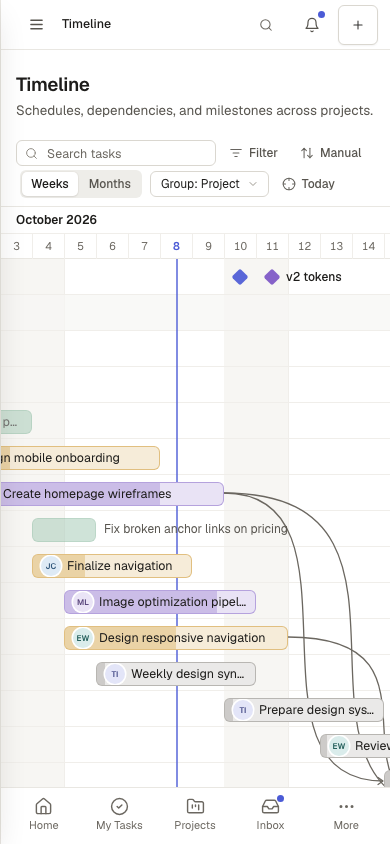 Timeline
Timeline
Schedules, dependencies, and milestones across projects.
Search tasks
Filter
Manual
Weeks
Months
Group: Project
Today
October 2026
3 4 5 6 7 8 9 10 11 12 13 14
v2 tokens
p…
gn mobile onboarding
Create homepage wireframes
Fix broken anchor links on pricing
JC Finalize navigation
ML Image optimization pipel…
EW Design responsive navigation
TI Weekly design syn…
TI Prepare design sys…
EW Review
Home
My Tasks
Projects
Inbox
More